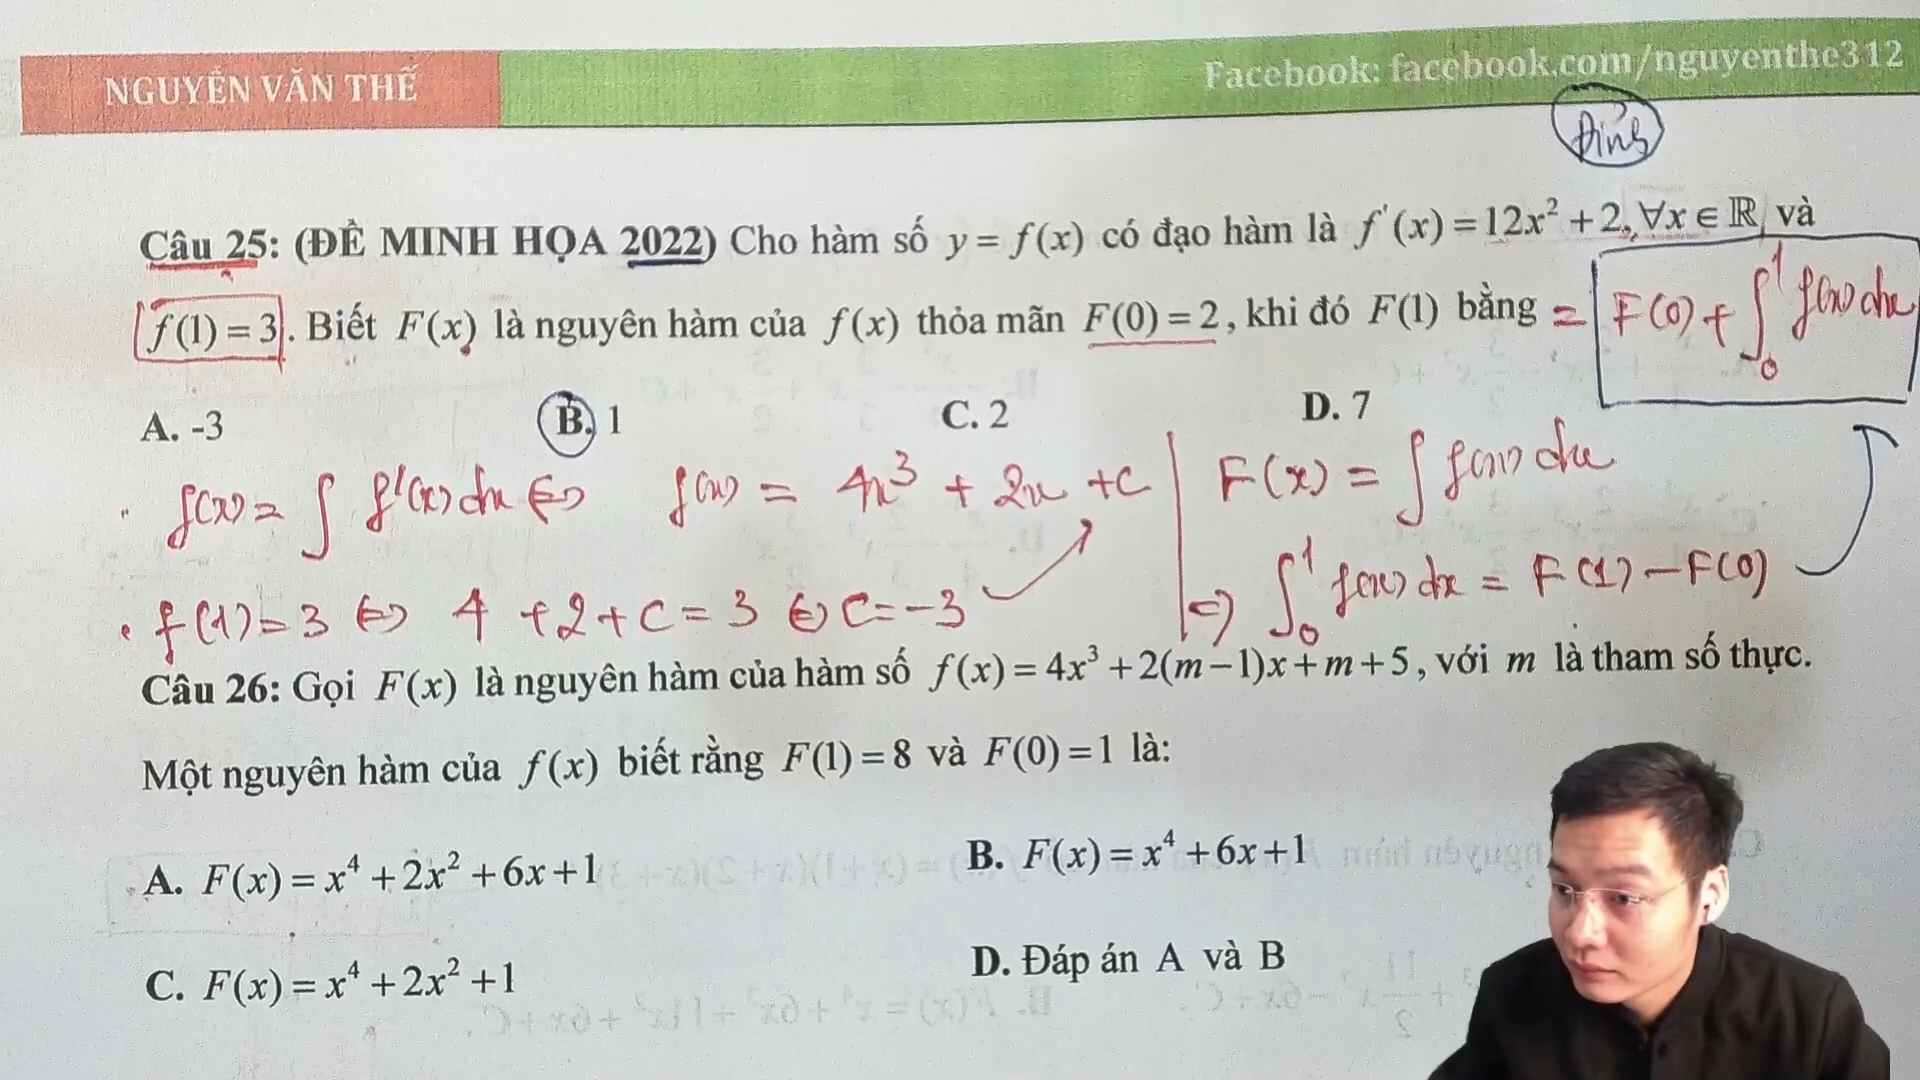 NGUYỄN VĂN THẾ
Facebook: facebook.com/nguyenthe312
Đúng
Câu 25: (ĐỀ MINH HỌA 2022) Cho hàm số y = f(x) có đạo hàm là f'(x) = 12x² + 2, ∀x ∈ ℝ và
f(1) = 3. Biết F(x) là nguyên hàm của f(x) thỏa mãn F(0) = 2, khi đó F(1) bằng = F(0) + ∫₀¹ f(x) dx
A. -3 B. 1 C. 2 D. 7
f(x) = ∫ f'(x) dx ⇔ f(x) = 4x³ + 2x + C
F(x) = ∫ f(x) dx
f(1) = 3 ⇔ 4 + 2 + C = 3 ⇔ C = -3
⇒ ∫₀¹ f(x) dx = F(1) - F(0)
Câu 26: Gọi F(x) là nguyên hàm của hàm số f(x) = 4x³ + 2(m-1)x + m + 5, với m là tham số thực.
Một nguyên hàm của f(x) biết rằng F(1) = 8 và F(0) = 1 là:
A. F(x) = x⁴ + 2x² + 6x + 1 B. F(x) = x⁴ + 6x + 1
C. F(x) = x⁴ + 2x² + 1 D. Đáp án A và B